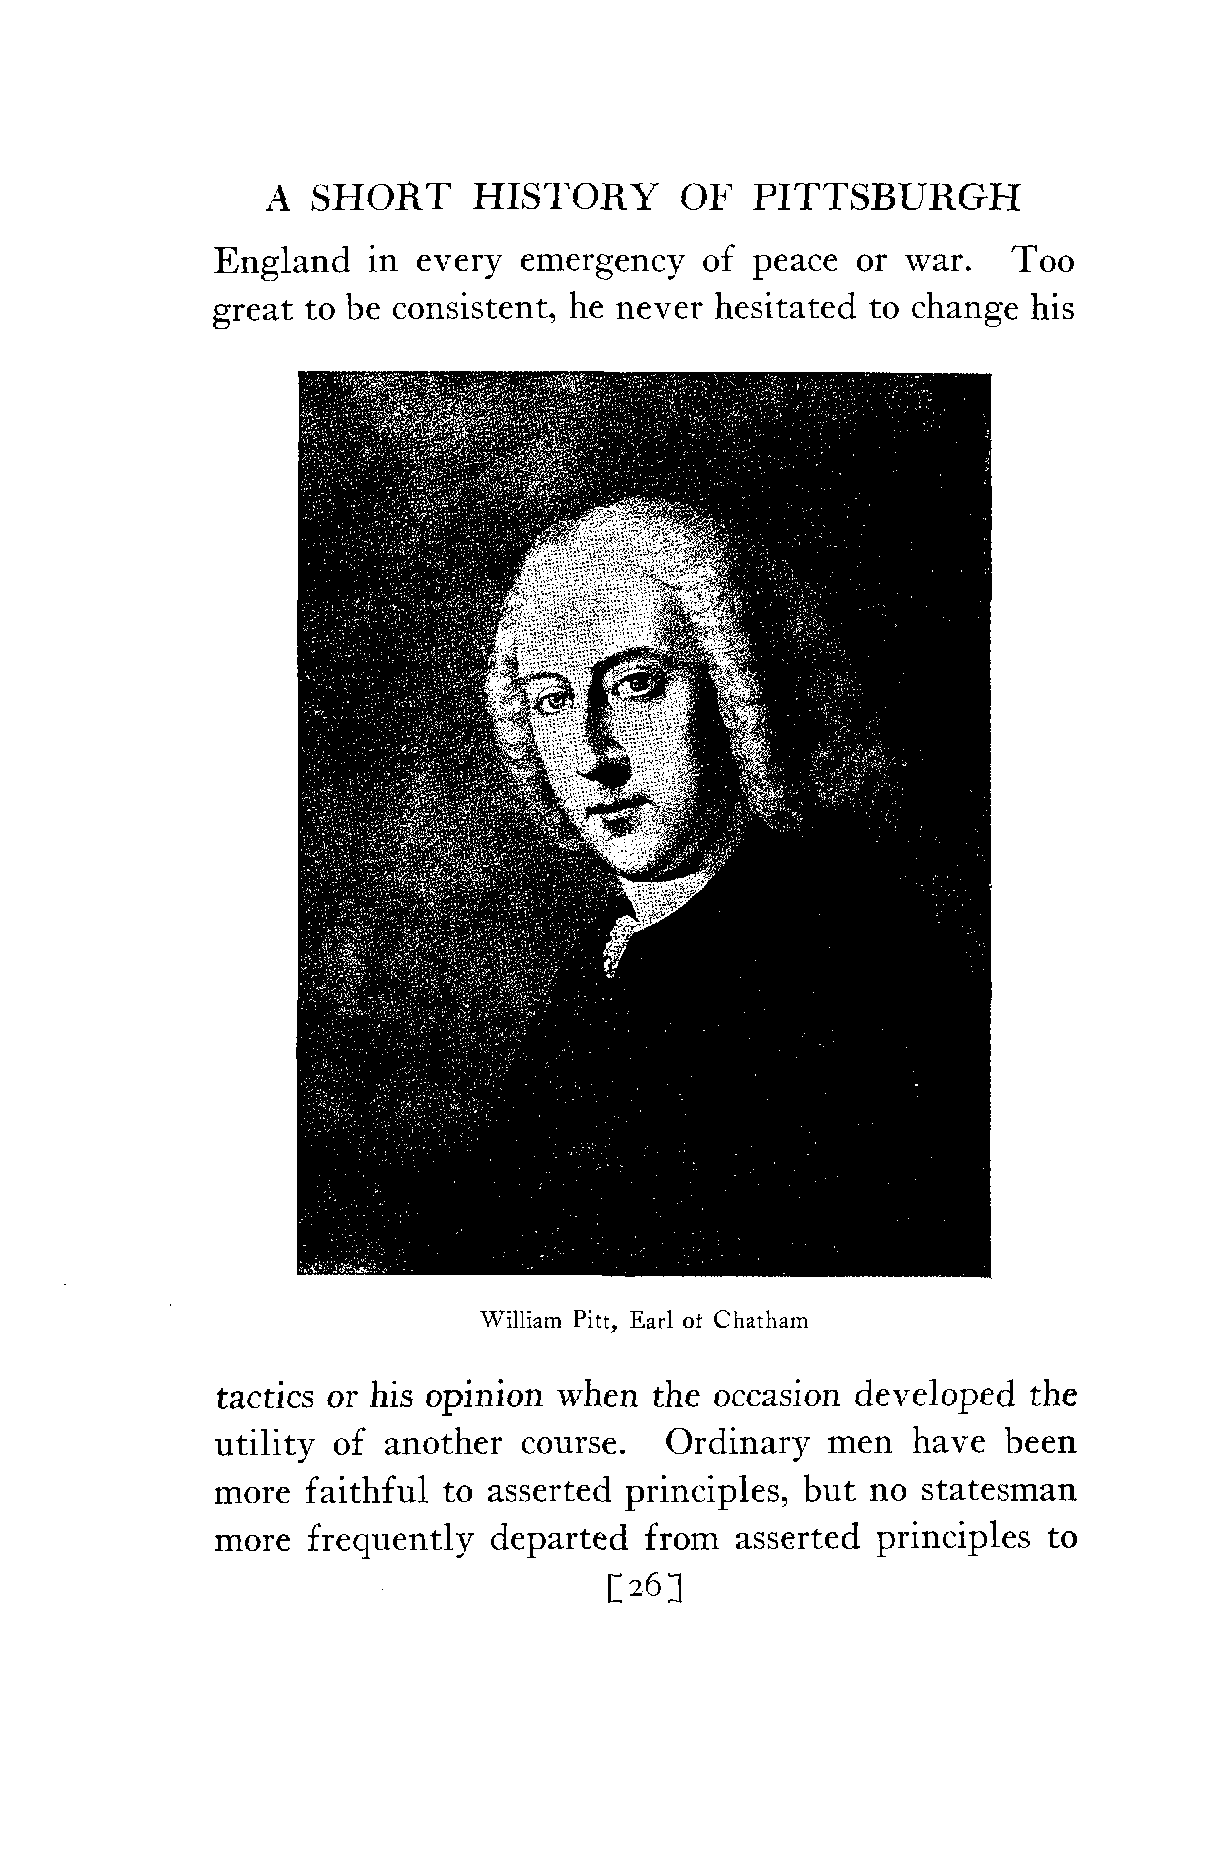 A SHORT HISTORY OF PITTSBURGH
England in every emergency of peace or war. Too
great to be consistent, he never hesitated to change his
William Pitt, Earl of Chatham
tactics or his opinion when the occasion developed the
utility of another course. Ordinary men have been
more faithful to asserted principles, but no statesman
more frequently departed from asserted principles to
[26]